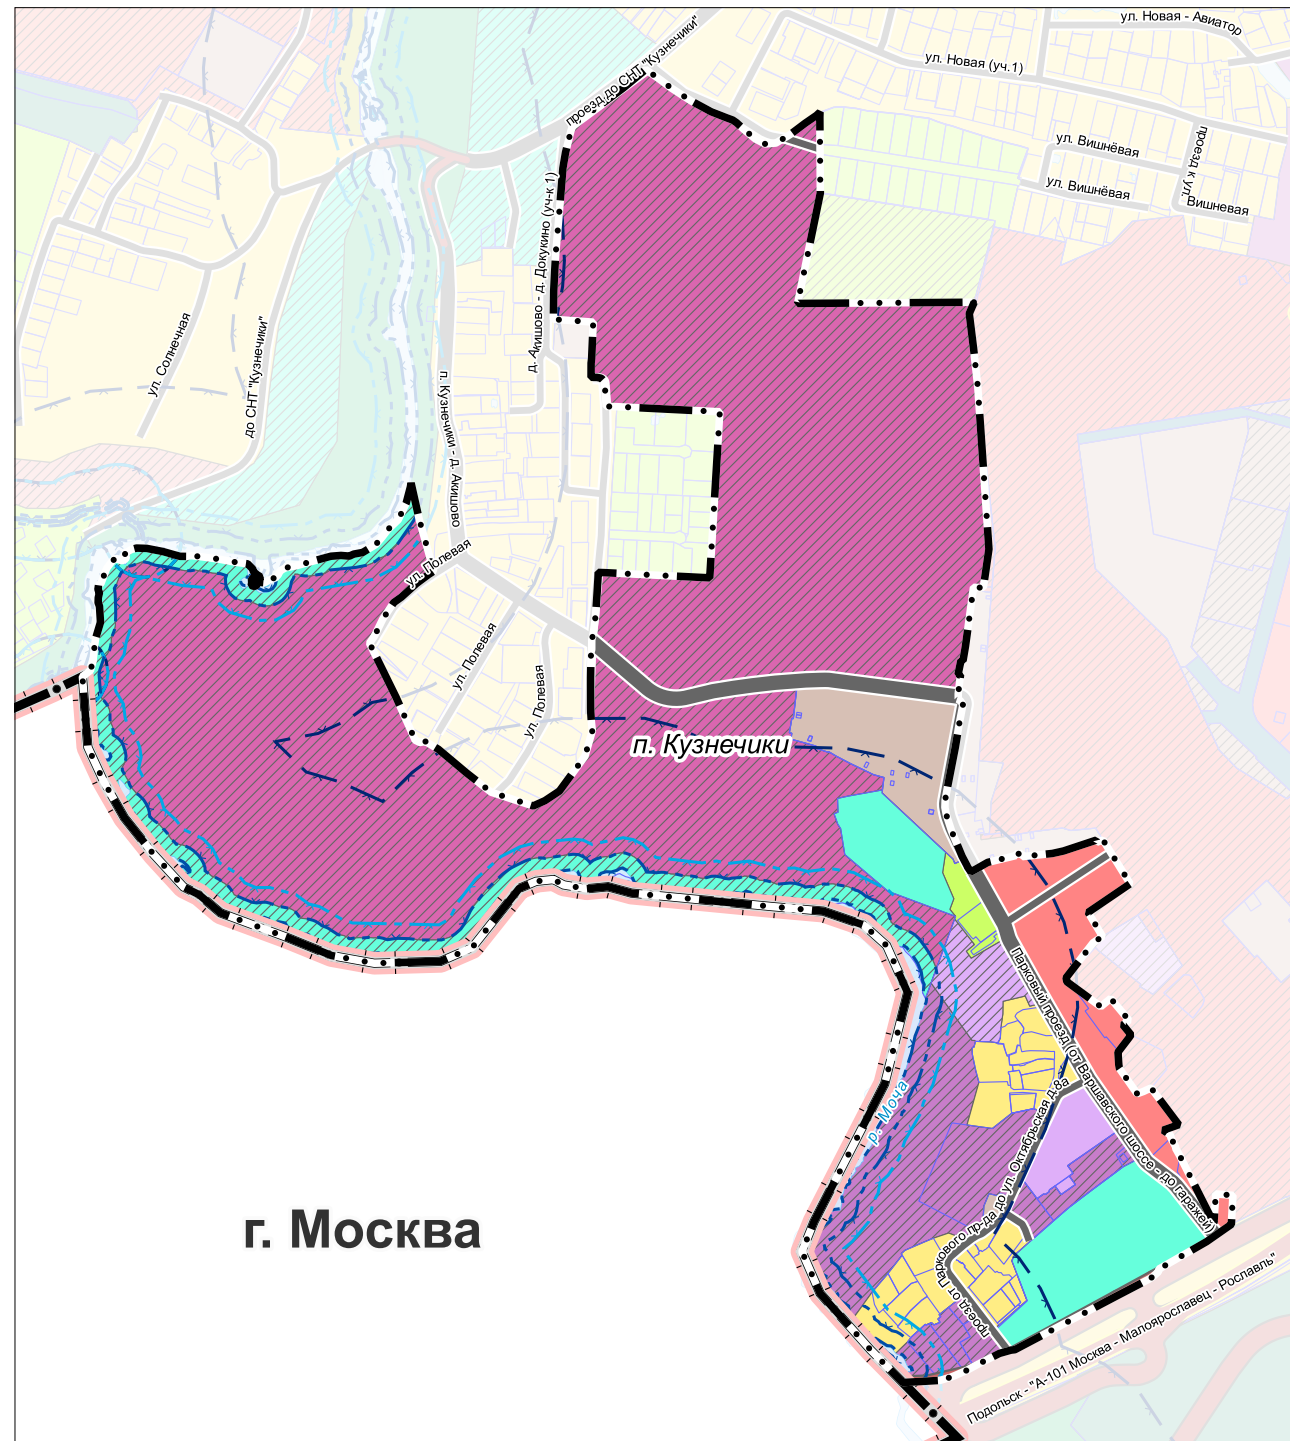 ул. Новая - Авиатор
проезд до СНТ "Кузнечики"
ул. Новая (уч.1)
ул. Вишнёвая
проезд к ул.
Вишневая
ул. Вишнёвая
д. Акишово - д. Докукино (уч-к 1)
ул. Солнечная
до СНТ "Кузнечики"
п. Кузнечики - д. Акишово
ул. Полевая
ул. Полевая
ул. Полевая
п. Кузнечики
Парковый проезд (от Варшавского шоссе - до гаражей)
р. Моча
проезд от Паркового пр-да до ул. Октябрьская д-8а
г. Москва
Подольск - "А-101 Москва - Малоярославец - Рославль"